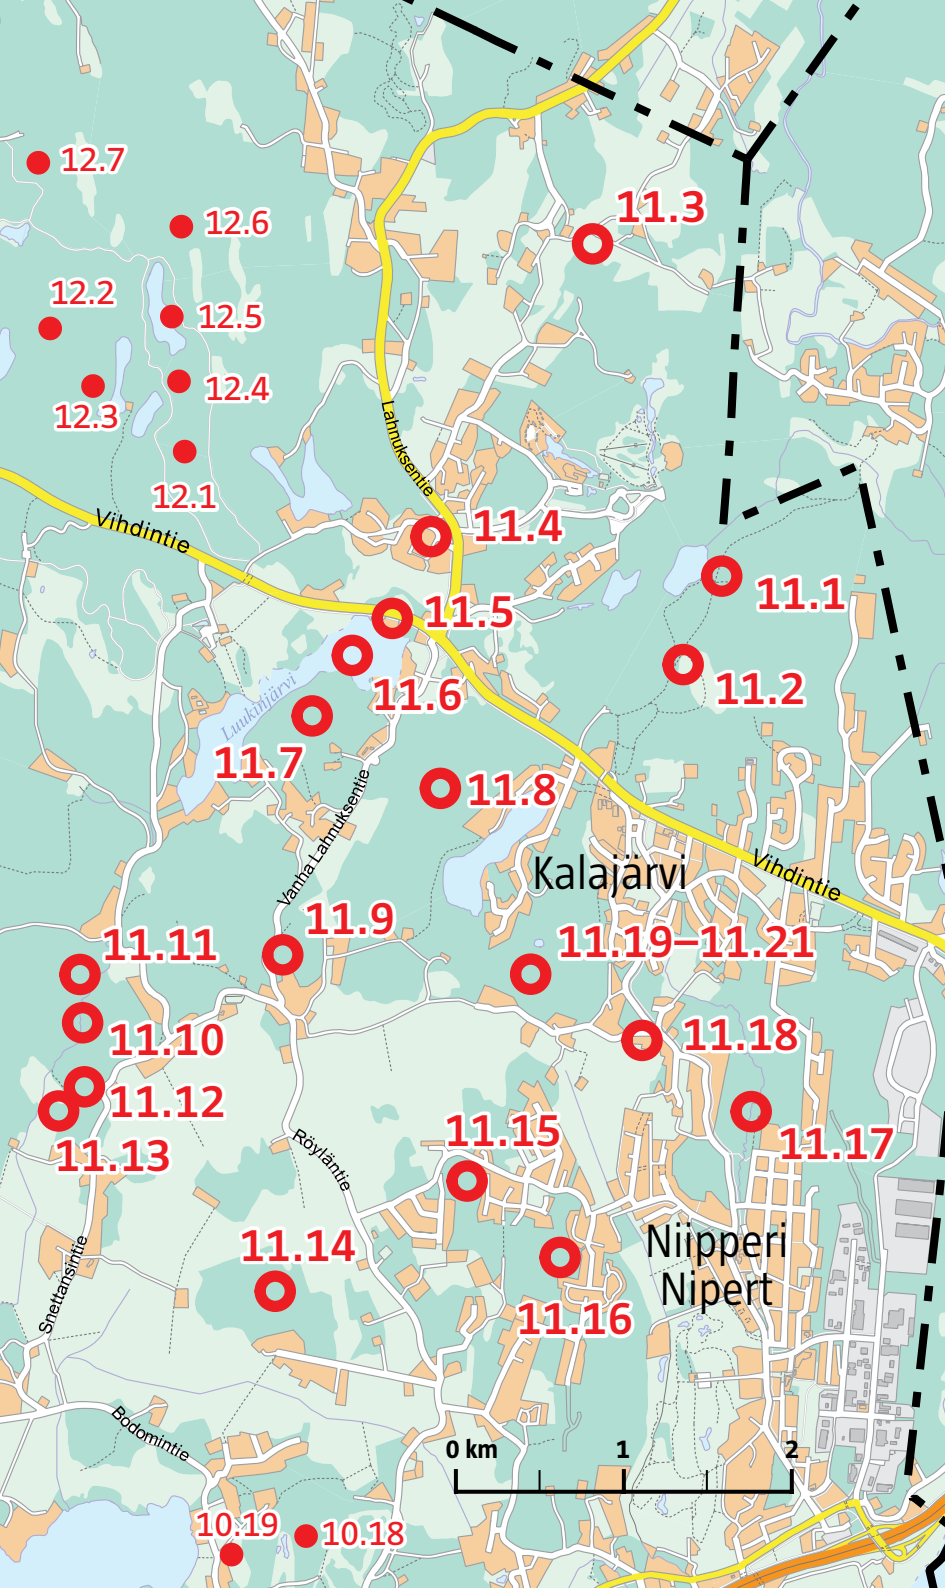 12.7
11.3
12.6
12.2
12.5
12.4
12.3
Lahnuksentie
12.1
Vihdintie
11.4
11.1
11.5
11.2
11.6
Luukinjärvi
11.7
11.8
Vanha Lahnuksentie
Kalajärvi
Vihdintie
11.9
11.11
11.19–11.21
11.10
11.18
11.12
11.15
11.17
11.13
Röyläntie
11.14
Niipperi
Nipert
Snettansintie
11.16
Bodomintie
0 km 1 2
10.19
10.18